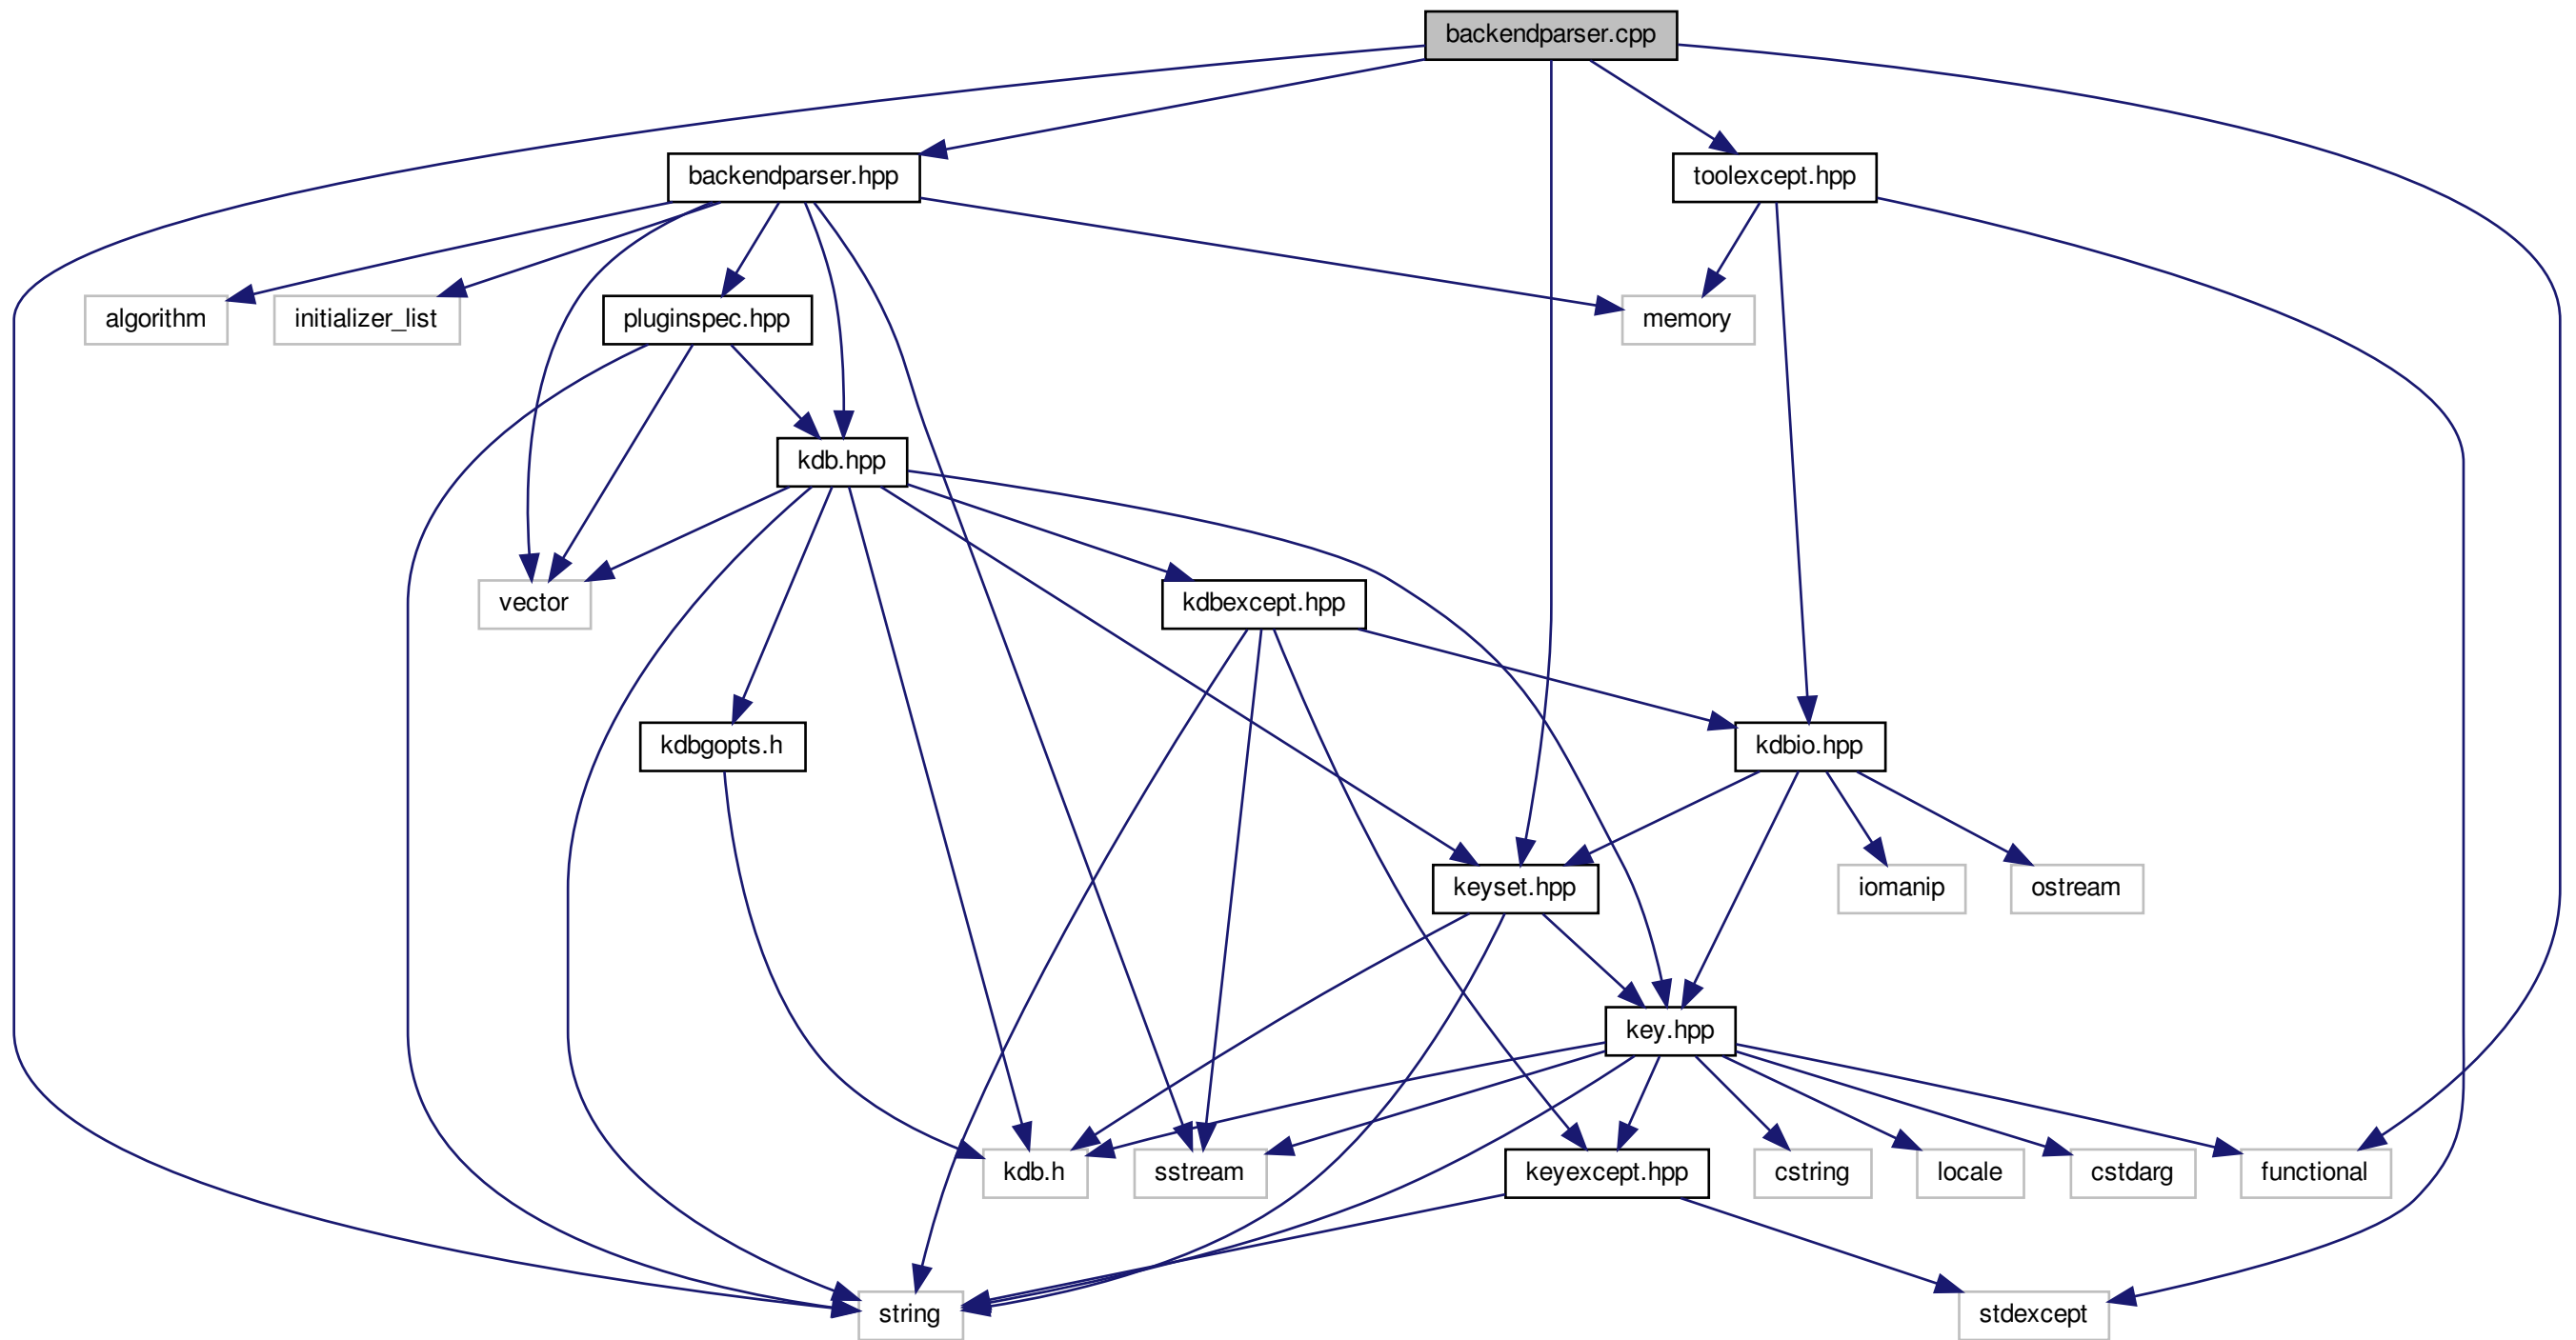 backendparser.cpp
backendparser.hpp
toolexcept.hpp
algorithm
initializer_list
pluginspec.hpp
memory
kdb.hpp
vector
kdbexcept.hpp
kdbgopts.h
kdbio.hpp
keyset.hpp
iomanip
ostream
key.hpp
kdb.h
sstream
keyexcept.hpp
cstring
locale
cstdarg
functional
string
stdexcept